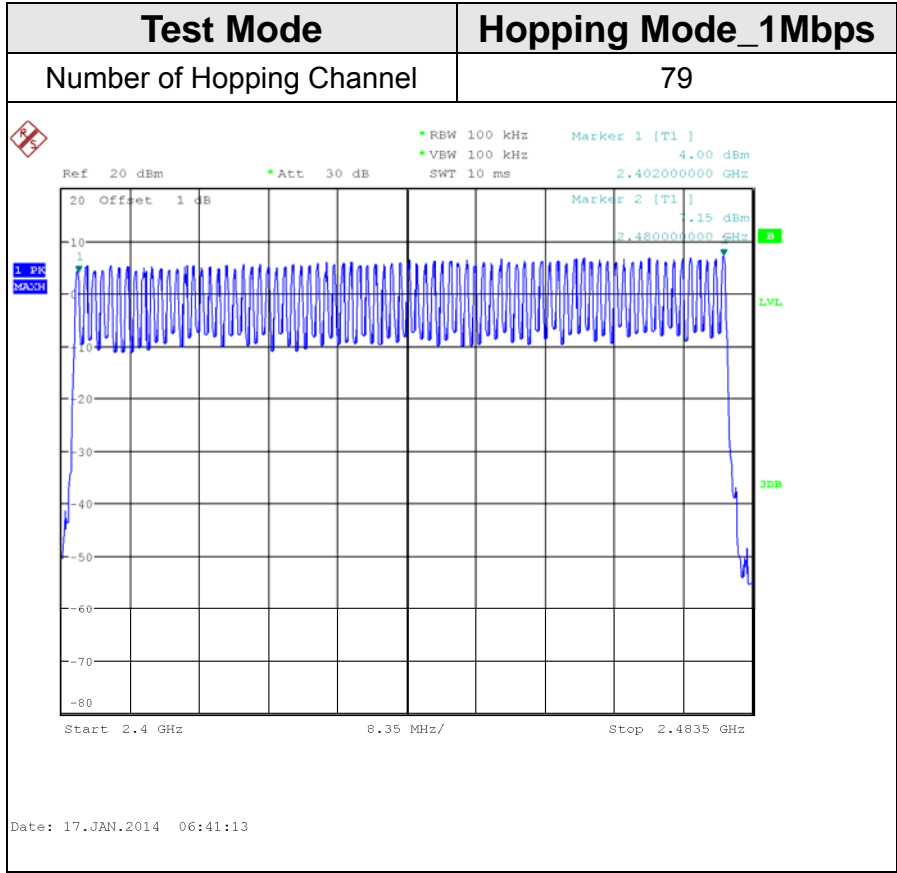 Test Mode Hopping Mode_1Mbps
Number of Hopping Channel 79
R S
* RBW 100 kHz Marker 1 [T1 ]
* VBW 100 kHz 4.00 dBm
Ref 20 dBm * Att 30 dB SWT 10 ms 2.402000000 GHz
20 Offset 1 dB Marker 2 [T1 ]
7.15 dBm
2.480000000 GHz B
10
1 2
1 PK
MAXH
0
LVL
-10
-20
-30
3DB
-40
-50
-60
-70
-80
Start 2.4 GHz 8.35 MHz/ Stop 2.4835 GHz
Date: 17.JAN.2014 06:41:13